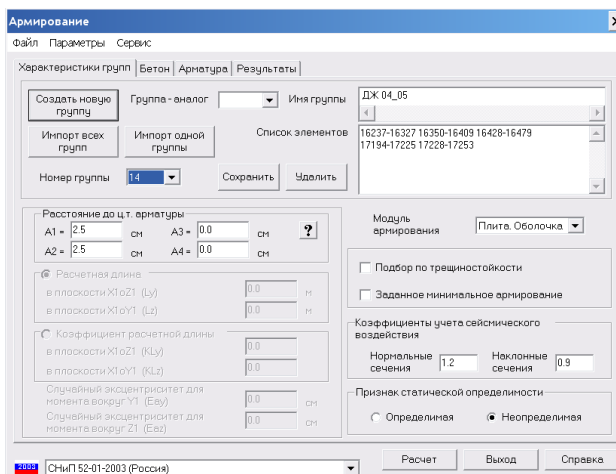 Армирование
Файл Параметры Сервис
Характеристики групп Бетон Арматура Результаты
Создать новую группу
Группа-аналог
Имя группы
ДЖ 04_05
Импорт всех групп
Импорт одной группы
Список элементов
16237-16327 16350-16409 16428-16479
17194-17225 17228-17253
Номер группы 14
Сохранить
Удалить
Расстояние до ц.т. арматуры
A1 = 2.5 см A3 = 0.0 см ?
A2 = 2.5 см A4 = 0.0 см
Модуль армирования
Плита. Оболочка
Расчетная длина
в плоскости X1oZ1 (Ly) 0.0 м
в плоскости X1oY1 (Lz) 0.0 м
Подбор по трещиностойкости
Заданное минимальное армирование
Коэффициент расчетной длины
в плоскости X1oZ1 (KLy) 0.0
в плоскости X1oY1 (KLz) 0.0
Коэффициенты учета сейсмического воздействия
Нормальные сечения 1.2
Наклонные сечения 0.9
Случайный эксцентриситет для
момента вокруг Y1 (Eay) 0.0 см
Случайный эксцентриситет для
момента вокруг Z1 (Eaz) 0.0 см
Признак статической определимости
Определимая Неопределимая
2003 СНиП 52-01-2003 (Россия)
Расчет Выход Справка